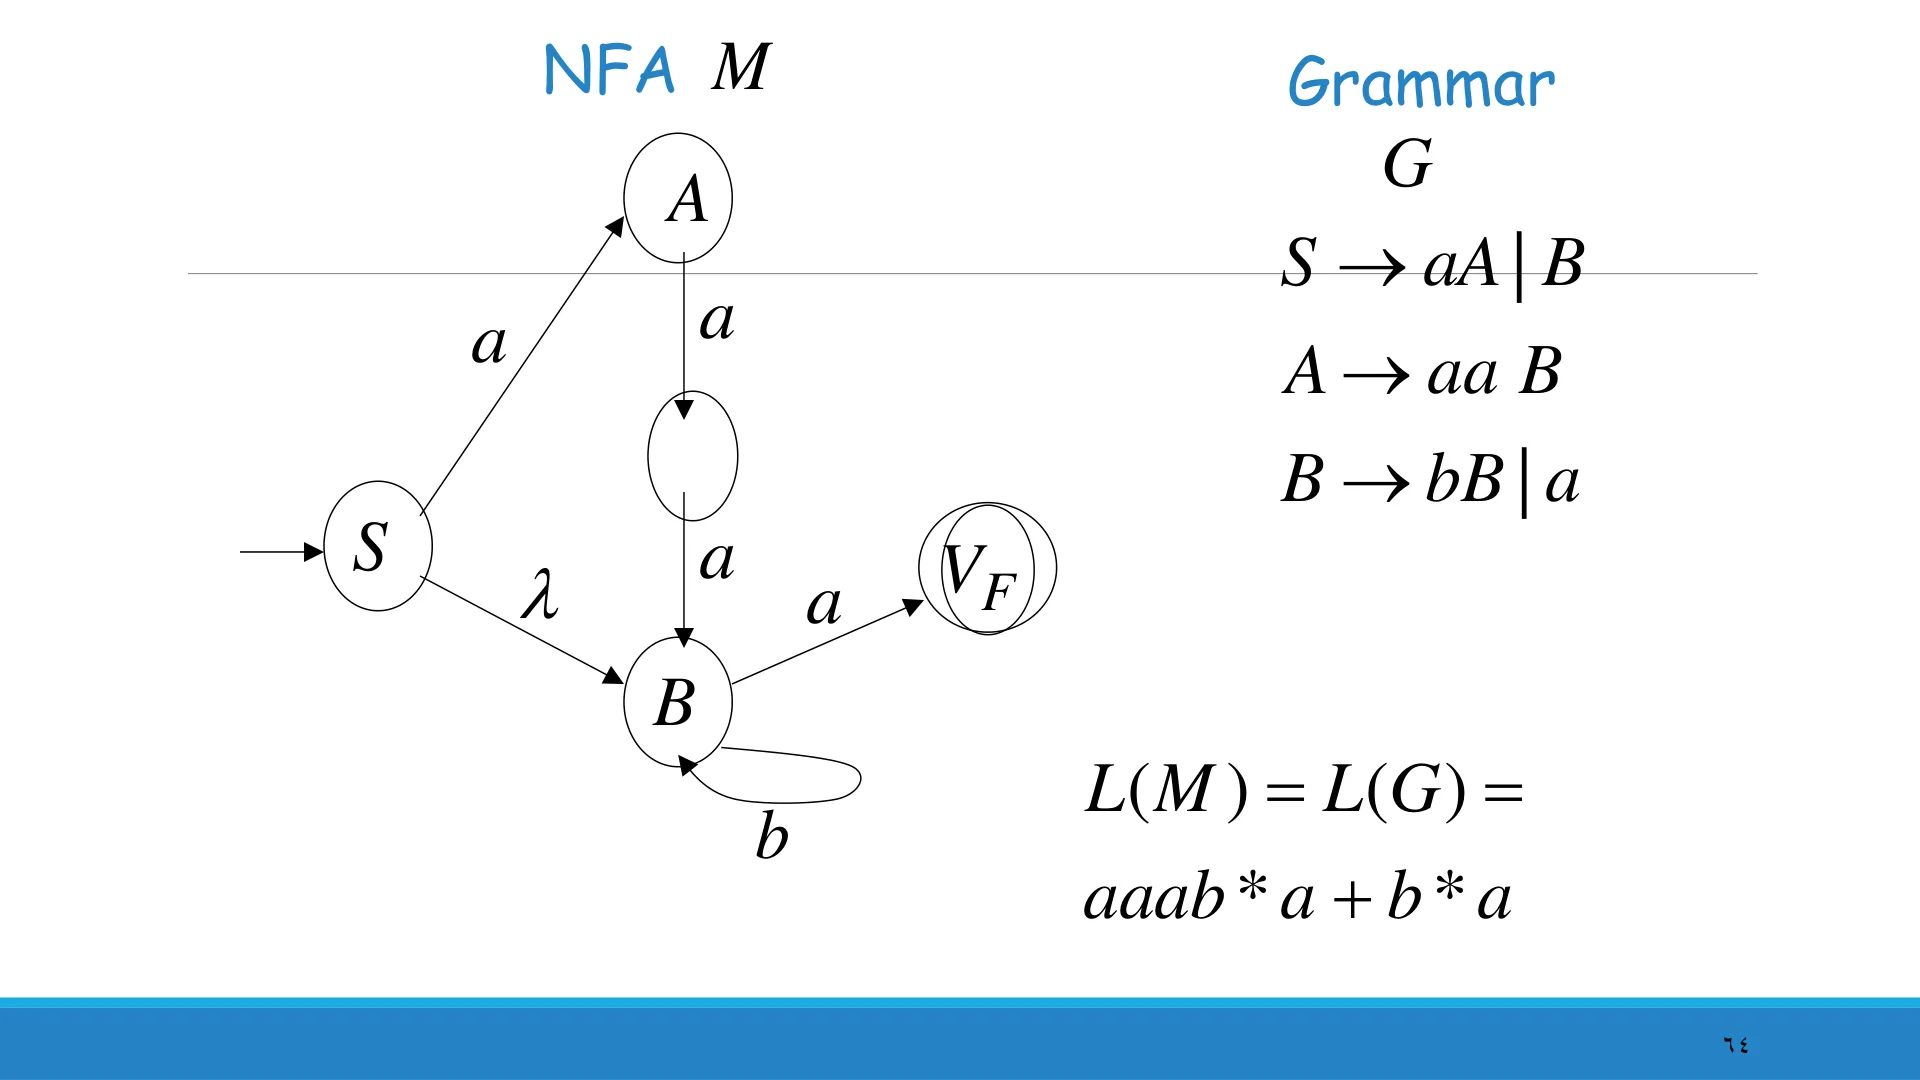 NFA M
Grammar
G
S → aA | B
A → aa B
B → bB | a
A
a
a
S
λ
a
a
V_F
B
b
L(M) = L(G) =
aaab * a + b * a
٦٤